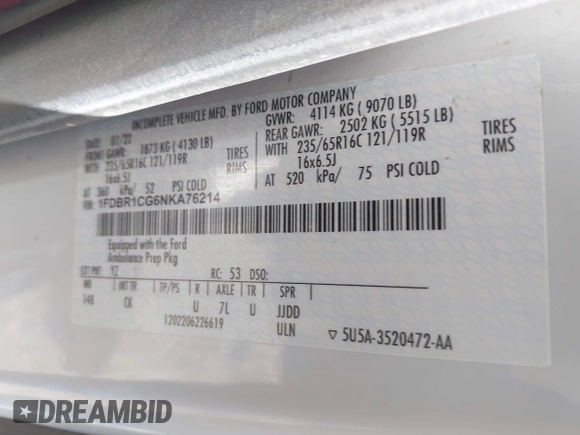 INCOMPLETE VEHICLE MFD. BY FORD MOTOR COMPANY
DATE: 07/22
GVWR: 4114 KG ( 9070 LB)
FRONT GAWR: 1873 KG ( 4130 LB)
REAR GAWR: 2502 KG ( 5515 LB)
WITH 235/65R16C 121/119R TIRES
WITH 235/65R16C 121/119R TIRES
16x6.5J RIMS
16x6.5J RIMS
AT 360 kPa/ 52 PSI COLD
AT 520 kPa/ 75 PSI COLD
VIN: 1FDBR1CG6NKA76214
Equipped with the Ford
Ambulance Prep Pkg
EXT PNT: YZ RC: 53 DSO:
WB INT TR TP/PS R AXLE TR SPR
148 CK U 7L U JJDD
1202206226619 ULN
▽ 5U5A-3520472-AA
DREAMBID